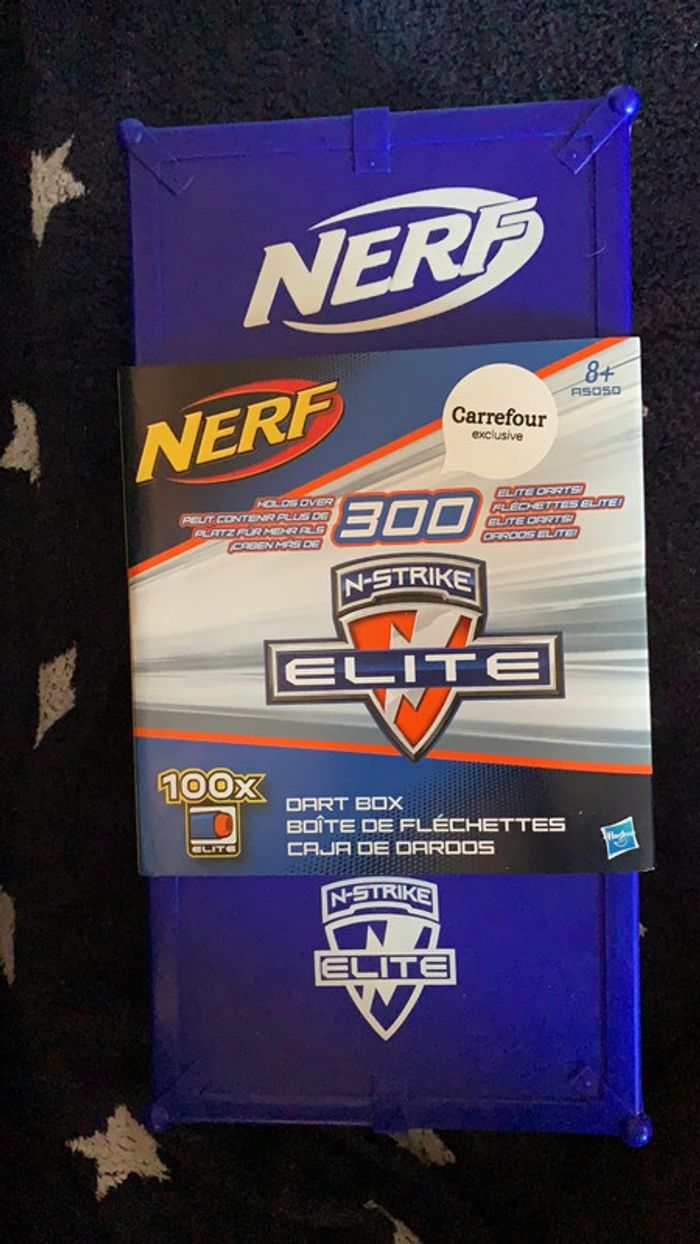 NERF
8+
A5050
NERF
Carrefour
exclusive
HOLDS OVER
PEUT CONTENIR PLUS DE
PLATZ FÜR MEHR ALS
¡CABEN MÁS DE
300
ELITE DARTS!
FLÉCHETTES ELITE!
ELITE DARTS!
DARDOS ELITE!
N-STRIKE
ELITE
100x
ELITE
DART BOX
BOÎTE DE FLÉCHETTES
CAJA DE DARDOS
Hasbro
N-STRIKE
ELITE